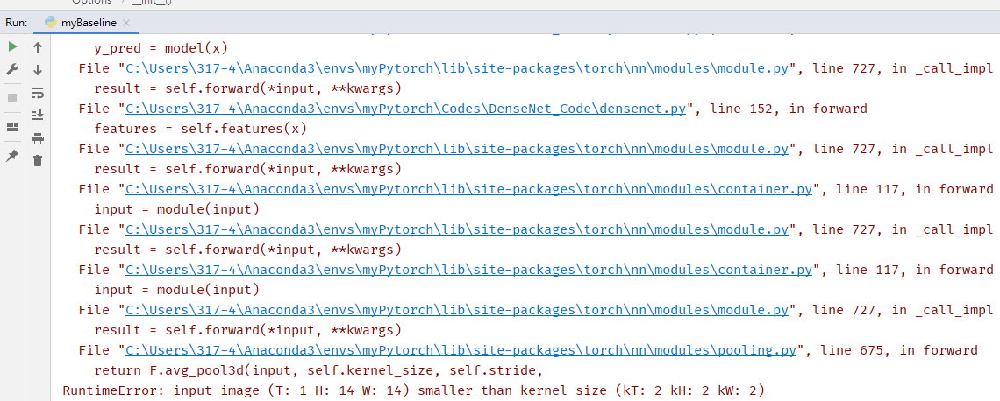 Options › __init__()
Run: myBaseline ×
y_pred = model(x)
File "C:\Users\317-4\Anaconda3\envs\myPytorch\lib\site-packages\torch\nn\modules\module.py", line 727, in _call_impl
result = self.forward(*input, **kwargs)
File "C:\Users\317-4\Anaconda3\envs\myPytorch\Codes\DenseNet_Code\densenet.py", line 152, in forward
features = self.features(x)
File "C:\Users\317-4\Anaconda3\envs\myPytorch\lib\site-packages\torch\nn\modules\module.py", line 727, in _call_impl
result = self.forward(*input, **kwargs)
File "C:\Users\317-4\Anaconda3\envs\myPytorch\lib\site-packages\torch\nn\modules\container.py", line 117, in forward
input = module(input)
File "C:\Users\317-4\Anaconda3\envs\myPytorch\lib\site-packages\torch\nn\modules\module.py", line 727, in _call_impl
result = self.forward(*input, **kwargs)
File "C:\Users\317-4\Anaconda3\envs\myPytorch\lib\site-packages\torch\nn\modules\container.py", line 117, in forward
input = module(input)
File "C:\Users\317-4\Anaconda3\envs\myPytorch\lib\site-packages\torch\nn\modules\module.py", line 727, in _call_impl
result = self.forward(*input, **kwargs)
File "C:\Users\317-4\Anaconda3\envs\myPytorch\lib\site-packages\torch\nn\modules\pooling.py", line 675, in forward
return F.avg_pool3d(input, self.kernel_size, self.stride,
RuntimeError: input image (T: 1 H: 14 W: 14) smaller than kernel size (kT: 2 kH: 2 kW: 2)